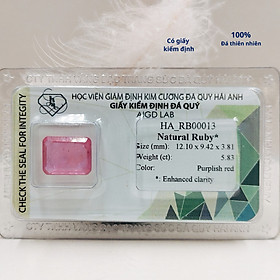 Có giấy
kiểm định
100%
Đá thiên nhiên
HỌC VIỆN GIÁM ĐỊNH KIM CƯƠNG ĐÁ QUÝ HẢI ANH
GIẤY KIỂM ĐỊNH ĐÁ QUÝ
AIGD LAB
CHECK THE SEAL FOR INTEGRITY
HA_RB00013
Natural Ruby*
Size (mm): 12.10 x 9.42 x 3.81
Weight (ct): 5.83
Color: Purplish red
*: Enhanced clarity